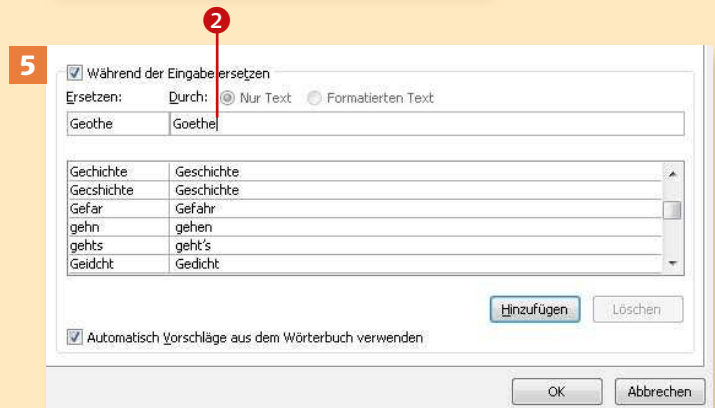 2
5
Während der Eingabe ersetzen
Ersetzen: Durch: Nur Text Formatierten Text
Geothe Goethe
Gechichte Geschichte
Gecshichte Geschichte
Gefar Gefahr
gehn gehen
gehts geht's
Geidcht Gedicht
Hinzufügen Löschen
Automatisch Vorschläge aus dem Wörterbuch verwenden
OK Abbrechen